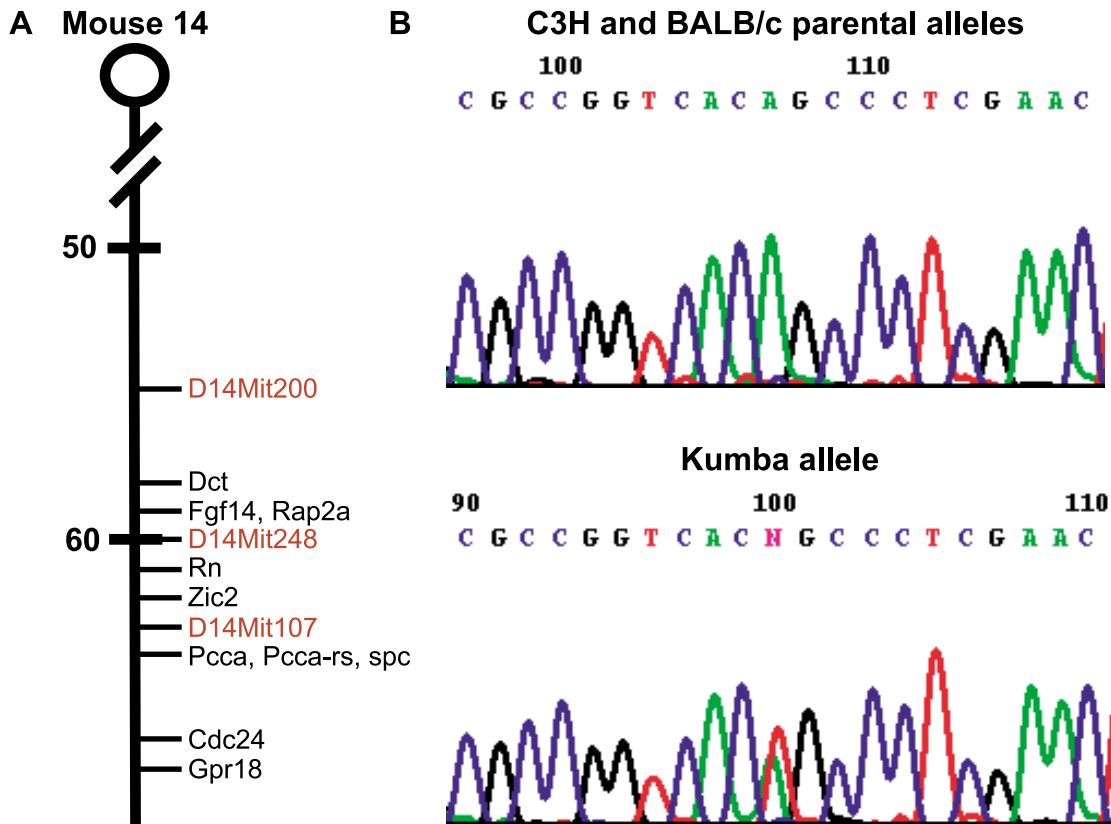 A Mouse 14
50
D14Mit200
Dct
Fgf14, Rap2a
60 D14Mit248
Rn
Zic2
D14Mit107
Pcca, Pcca-rs, spc
Cdc24
Gpr18
B C3H and BALB/c parental alleles
100 110
C G C C G G T C A C A G C C C T C G A A C
Kumba allele
90 100 110
C G C C G G T C A C N G C C C T C G A A C